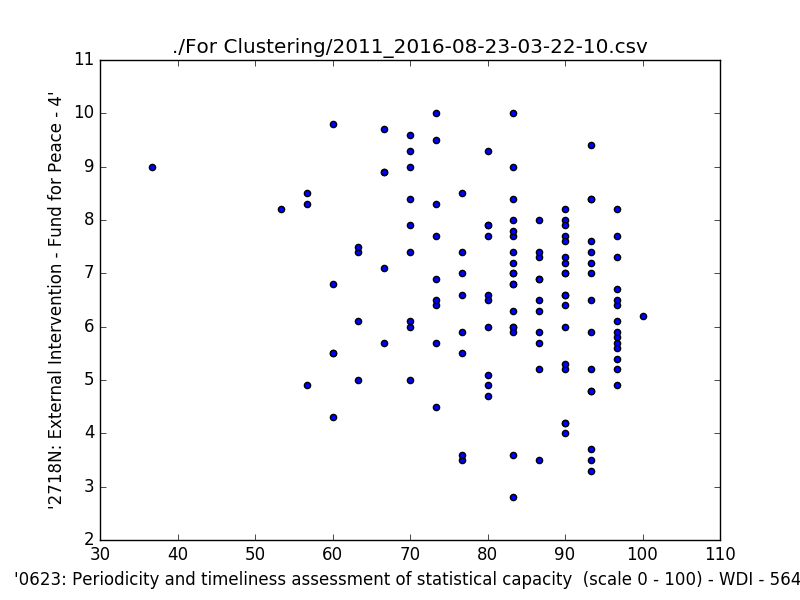 ./For Clustering/2011_2016-08-23-03-22-10.csv
11
10
9
8
7
6
5
4
3
2
'2718N: External Intervention - Fund for Peace - 4'
30 40 50 60 70 80 90 100 110
'0623: Periodicity and timeliness assessment of statistical capacity (scale 0 - 100) - WDI - 564